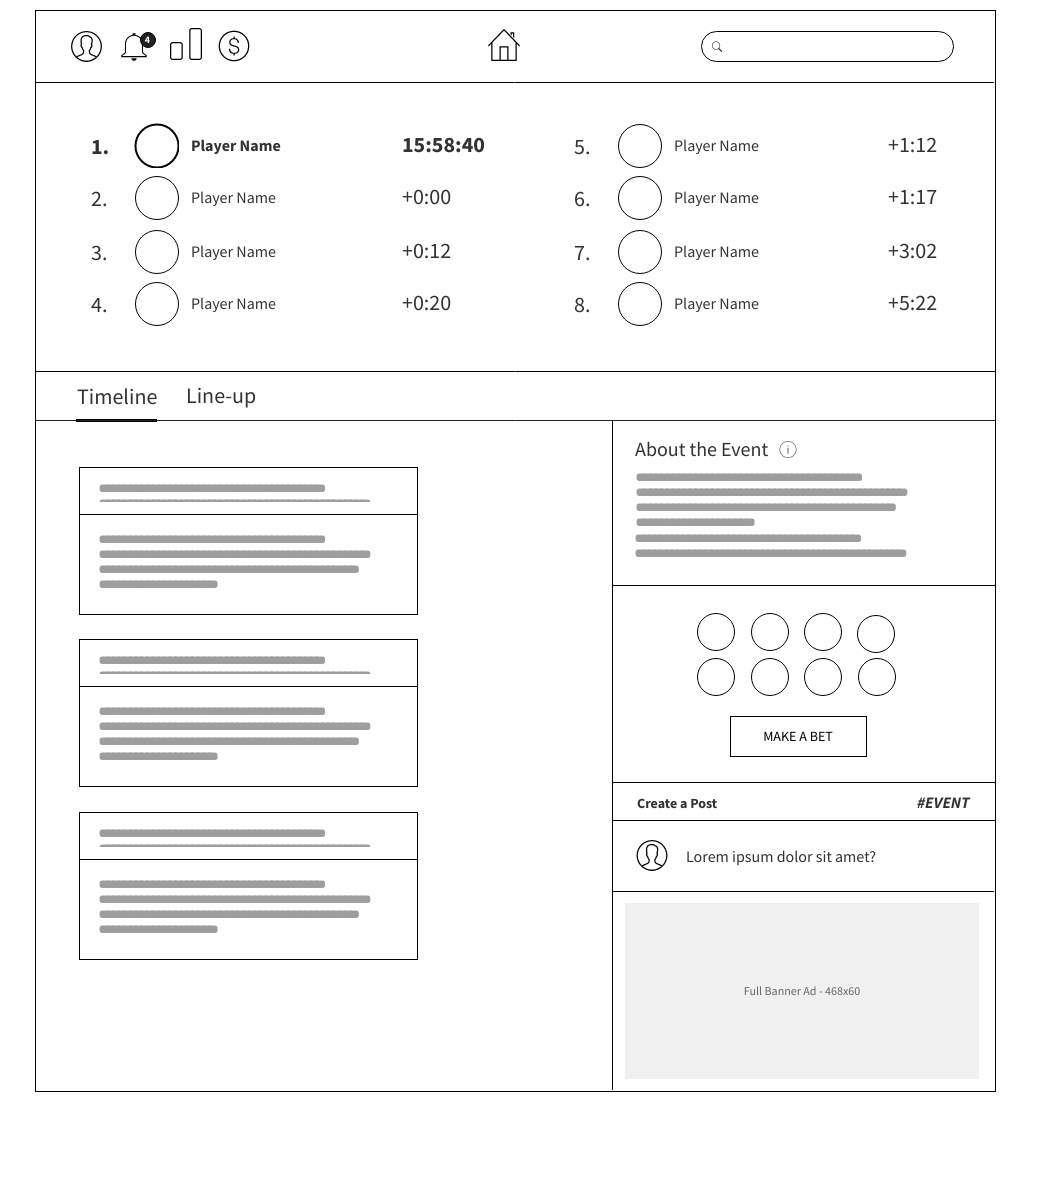 4
$
1. Player Name 15:58:40
2. Player Name +0:00
3. Player Name +0:12
4. Player Name +0:20
5. Player Name +1:12
6. Player Name +1:17
7. Player Name +3:02
8. Player Name +5:22
Timeline Line-up
About the Event i
MAKE A BET
Create a Post #EVENT
Lorem ipsum dolor sit amet?
Full Banner Ad - 468x60